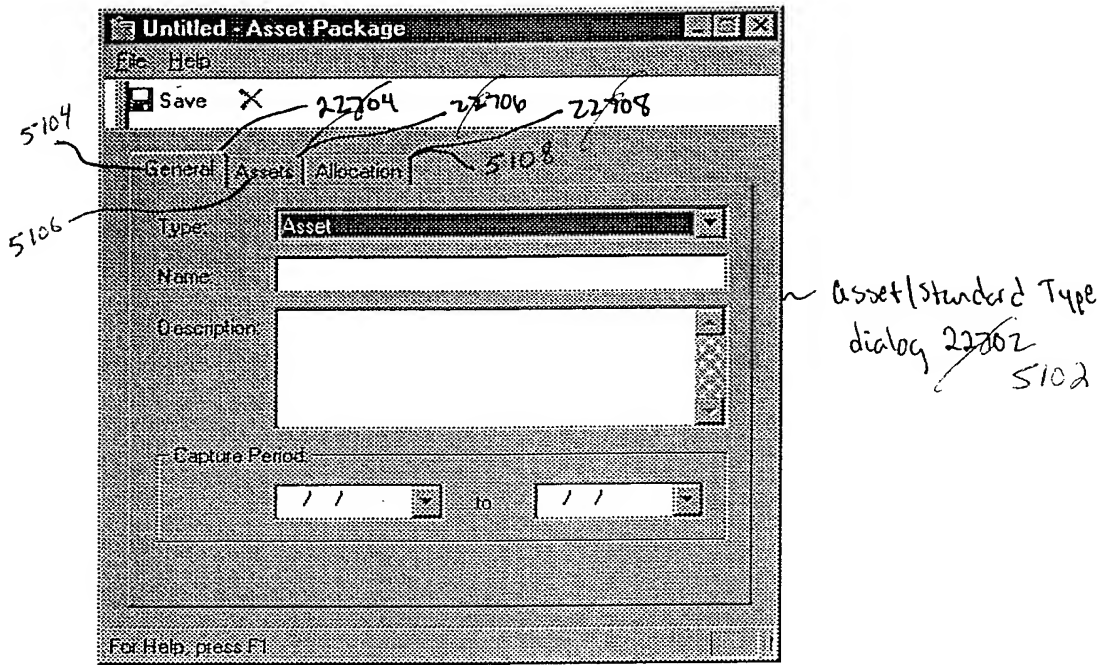 Untitled - Asset Package
File Help
Save 22704 22706 22708
5104
General Assets Allocation 5108
5106
Type: Asset
Name:
Description:
asset/Standard Type
dialog 22702
5102
Capture Period:
/ / to / /
For Help, press F1